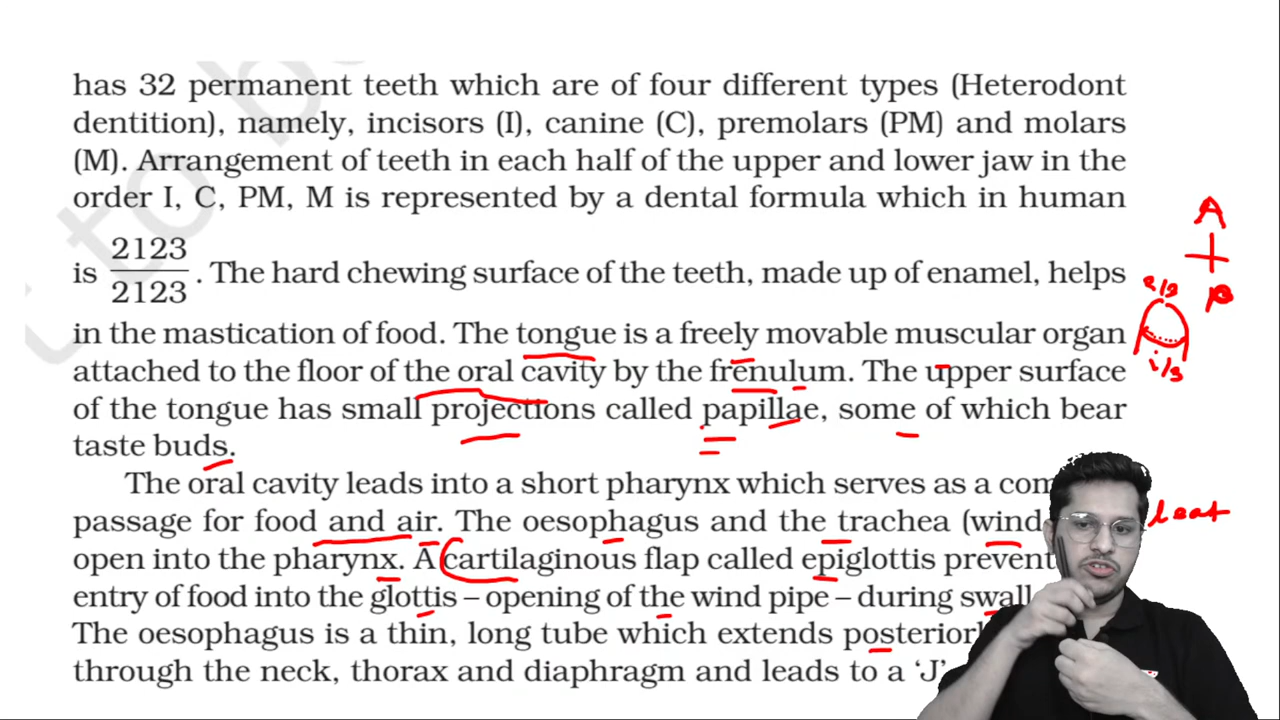 has 32 permanent teeth which are of four different types (Heterodont
dentition), namely, incisors (I), canine (C), premolars (PM) and molars
(M). Arrangement of teeth in each half of the upper and lower jaw in the
order I, C, PM, M is represented by a dental formula which in human
A
is 2123/2123. The hard chewing surface of the teeth, made up of enamel, helps
P
2/3
in the mastication of food. The tongue is a freely movable muscular organ
attached to the floor of the oral cavity by the frenulum. The upper surface
1/3
of the tongue has small projections called papillae, some of which bear
taste buds.
The oral cavity leads into a short pharynx which serves as a com
passage for food and air. The oesophagus and the trachea (wind
leaf
open into the pharynx. A cartilaginous flap called epiglottis prevent
entry of food into the glottis – opening of the wind pipe – during swall
The oesophagus is a thin, long tube which extends posteriorl
through the neck, thorax and diaphragm and leads to a ‘J’